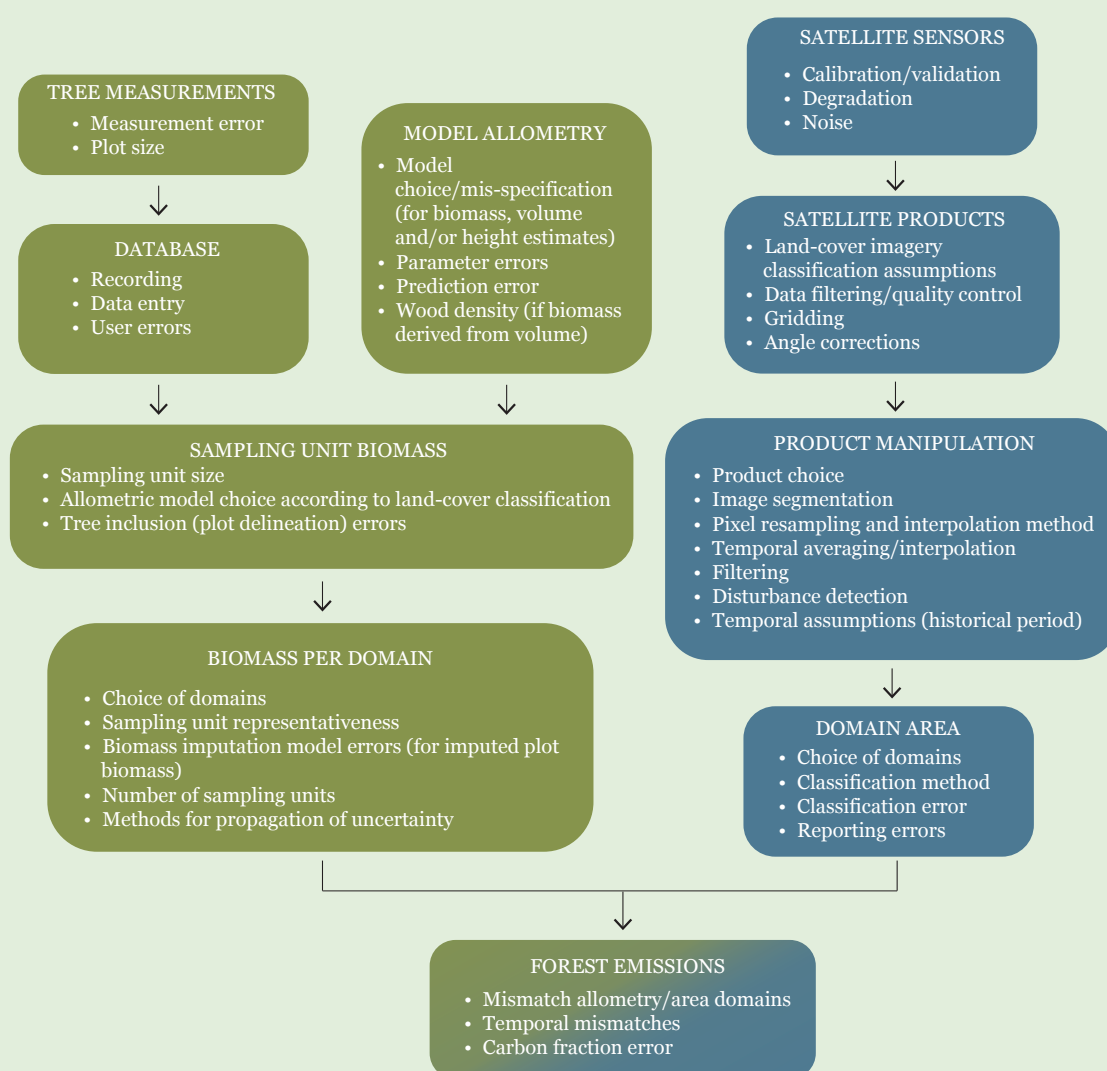 TREE MEASUREMENTS
• Measurement error
• Plot size
DATABASE
• Recording
• Data entry
• User errors
MODEL ALLOMETRY
• Model
choice/mis-specification
(for biomass, volume
and/or height estimates)
• Parameter errors
• Prediction error
• Wood density (if biomass
derived from volume)
SATELLITE SENSORS
• Calibration/validation
• Degradation
• Noise
SATELLITE PRODUCTS
• Land-cover imagery
classification assumptions
• Data filtering/quality control
• Gridding
• Angle corrections
SAMPLING UNIT BIOMASS
• Sampling unit size
• Allometric model choice according to land-cover classification
• Tree inclusion (plot delineation) errors
PRODUCT MANIPULATION
• Product choice
• Image segmentation
• Pixel resampling and interpolation method
• Temporal averaging/interpolation
• Filtering
• Disturbance detection
• Temporal assumptions (historical period)
BIOMASS PER DOMAIN
• Choice of domains
• Sampling unit representativeness
• Biomass imputation model errors (for imputed plot
biomass)
• Number of sampling units
• Methods for propagation of uncertainty
DOMAIN AREA
• Choice of domains
• Classification method
• Classification error
• Reporting errors
FOREST EMISSIONS
• Mismatch allometry/area domains
• Temporal mismatches
• Carbon fraction error